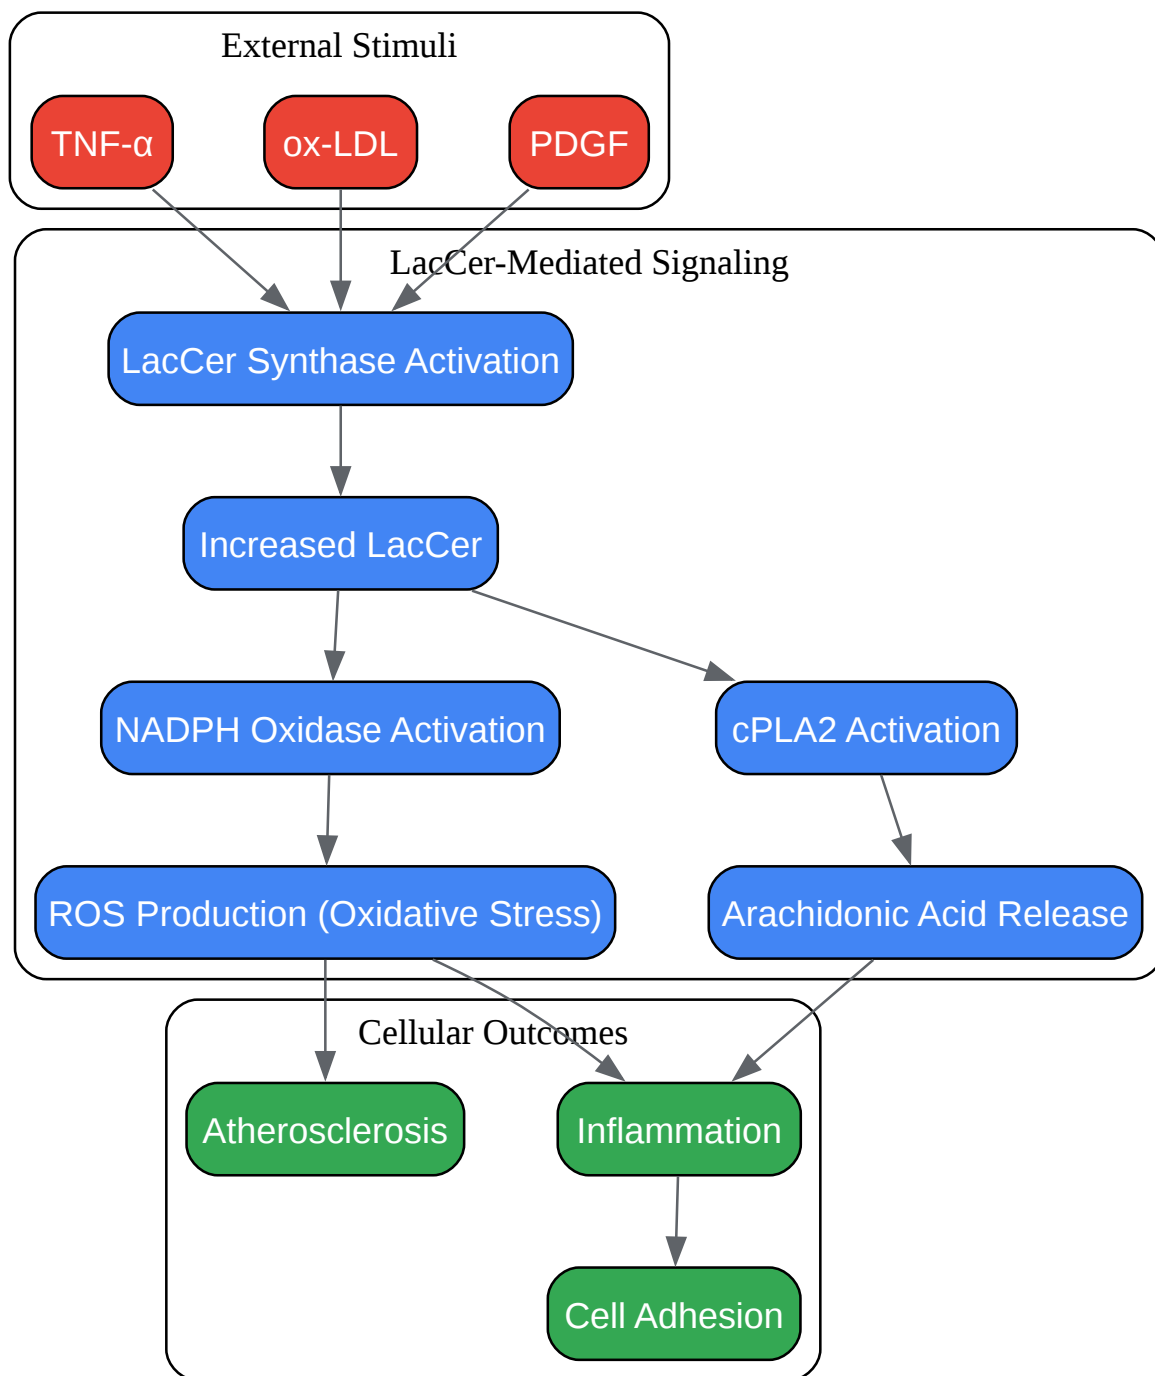 External Stimuli
TNF-α
ox-LDL
PDGF
LacCer-Mediated Signaling
LacCer Synthase Activation
Increased LacCer
NADPH Oxidase Activation
cPLA2 Activation
ROS Production (Oxidative Stress)
Arachidonic Acid Release
Cellular Outcomes
Atherosclerosis
Inflammation
Cell Adhesion